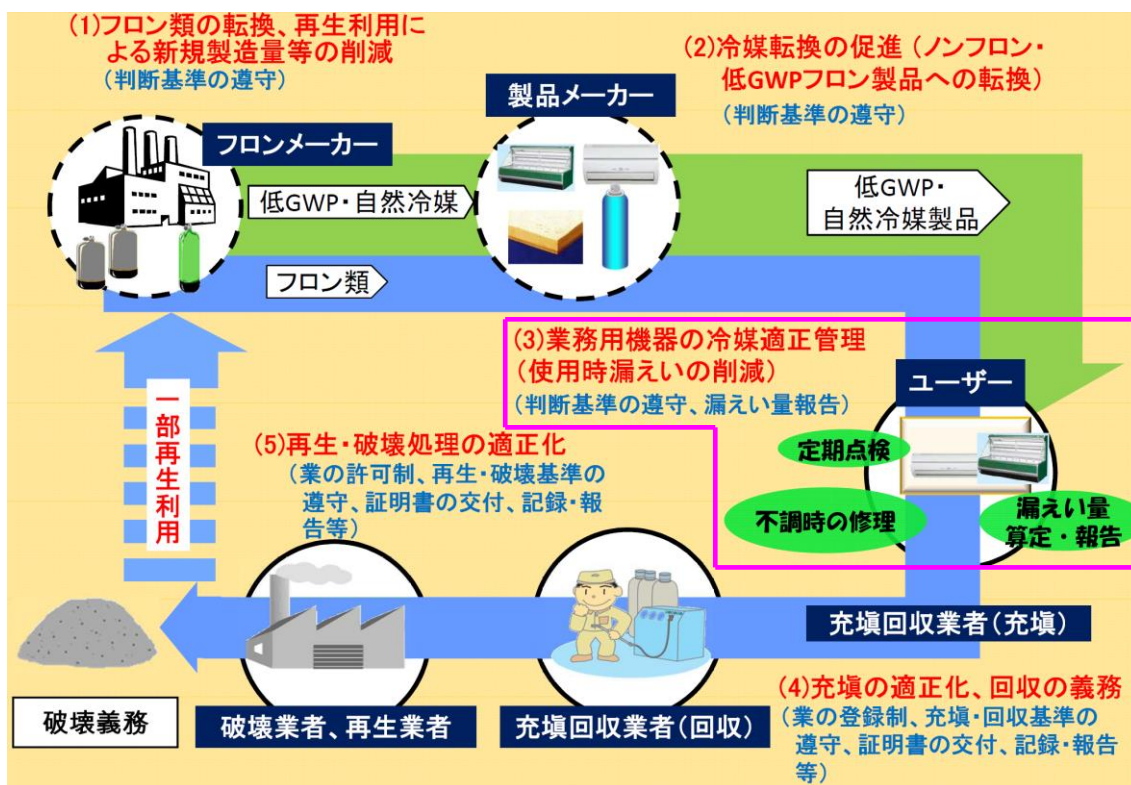 (1)フロン類の転換、再生利用に
よる新規製造量等の削減
(判断基準の遵守)
(2)冷媒転換の促進(ノンフロン・
低GWPフロン製品への転換)
(判断基準の遵守)
製品メーカー
フロンメーカー
低GWP・自然冷媒
低GWP・
自然冷媒製品
フロン類
(3)業務用機器の冷媒適正管理
(使用時漏えいの削減)
(判断基準の遵守、漏えい量報告)
ユーザー
定期点検
不調時の修理
漏えい量
算定・報告
一部再生利用
(5)再生・破壊処理の適正化
(業の許可制、再生・破壊基準の
遵守、証明書の交付、記録・報
告等)
充塡回収業者(充塡)
(4)充塡の適正化、回収の義務
(業の登録制、充塡・回収基準の
遵守、証明書の交付、記録・報告
等)
破壊義務
破壊業者、再生業者
充塡回収業者(回収)